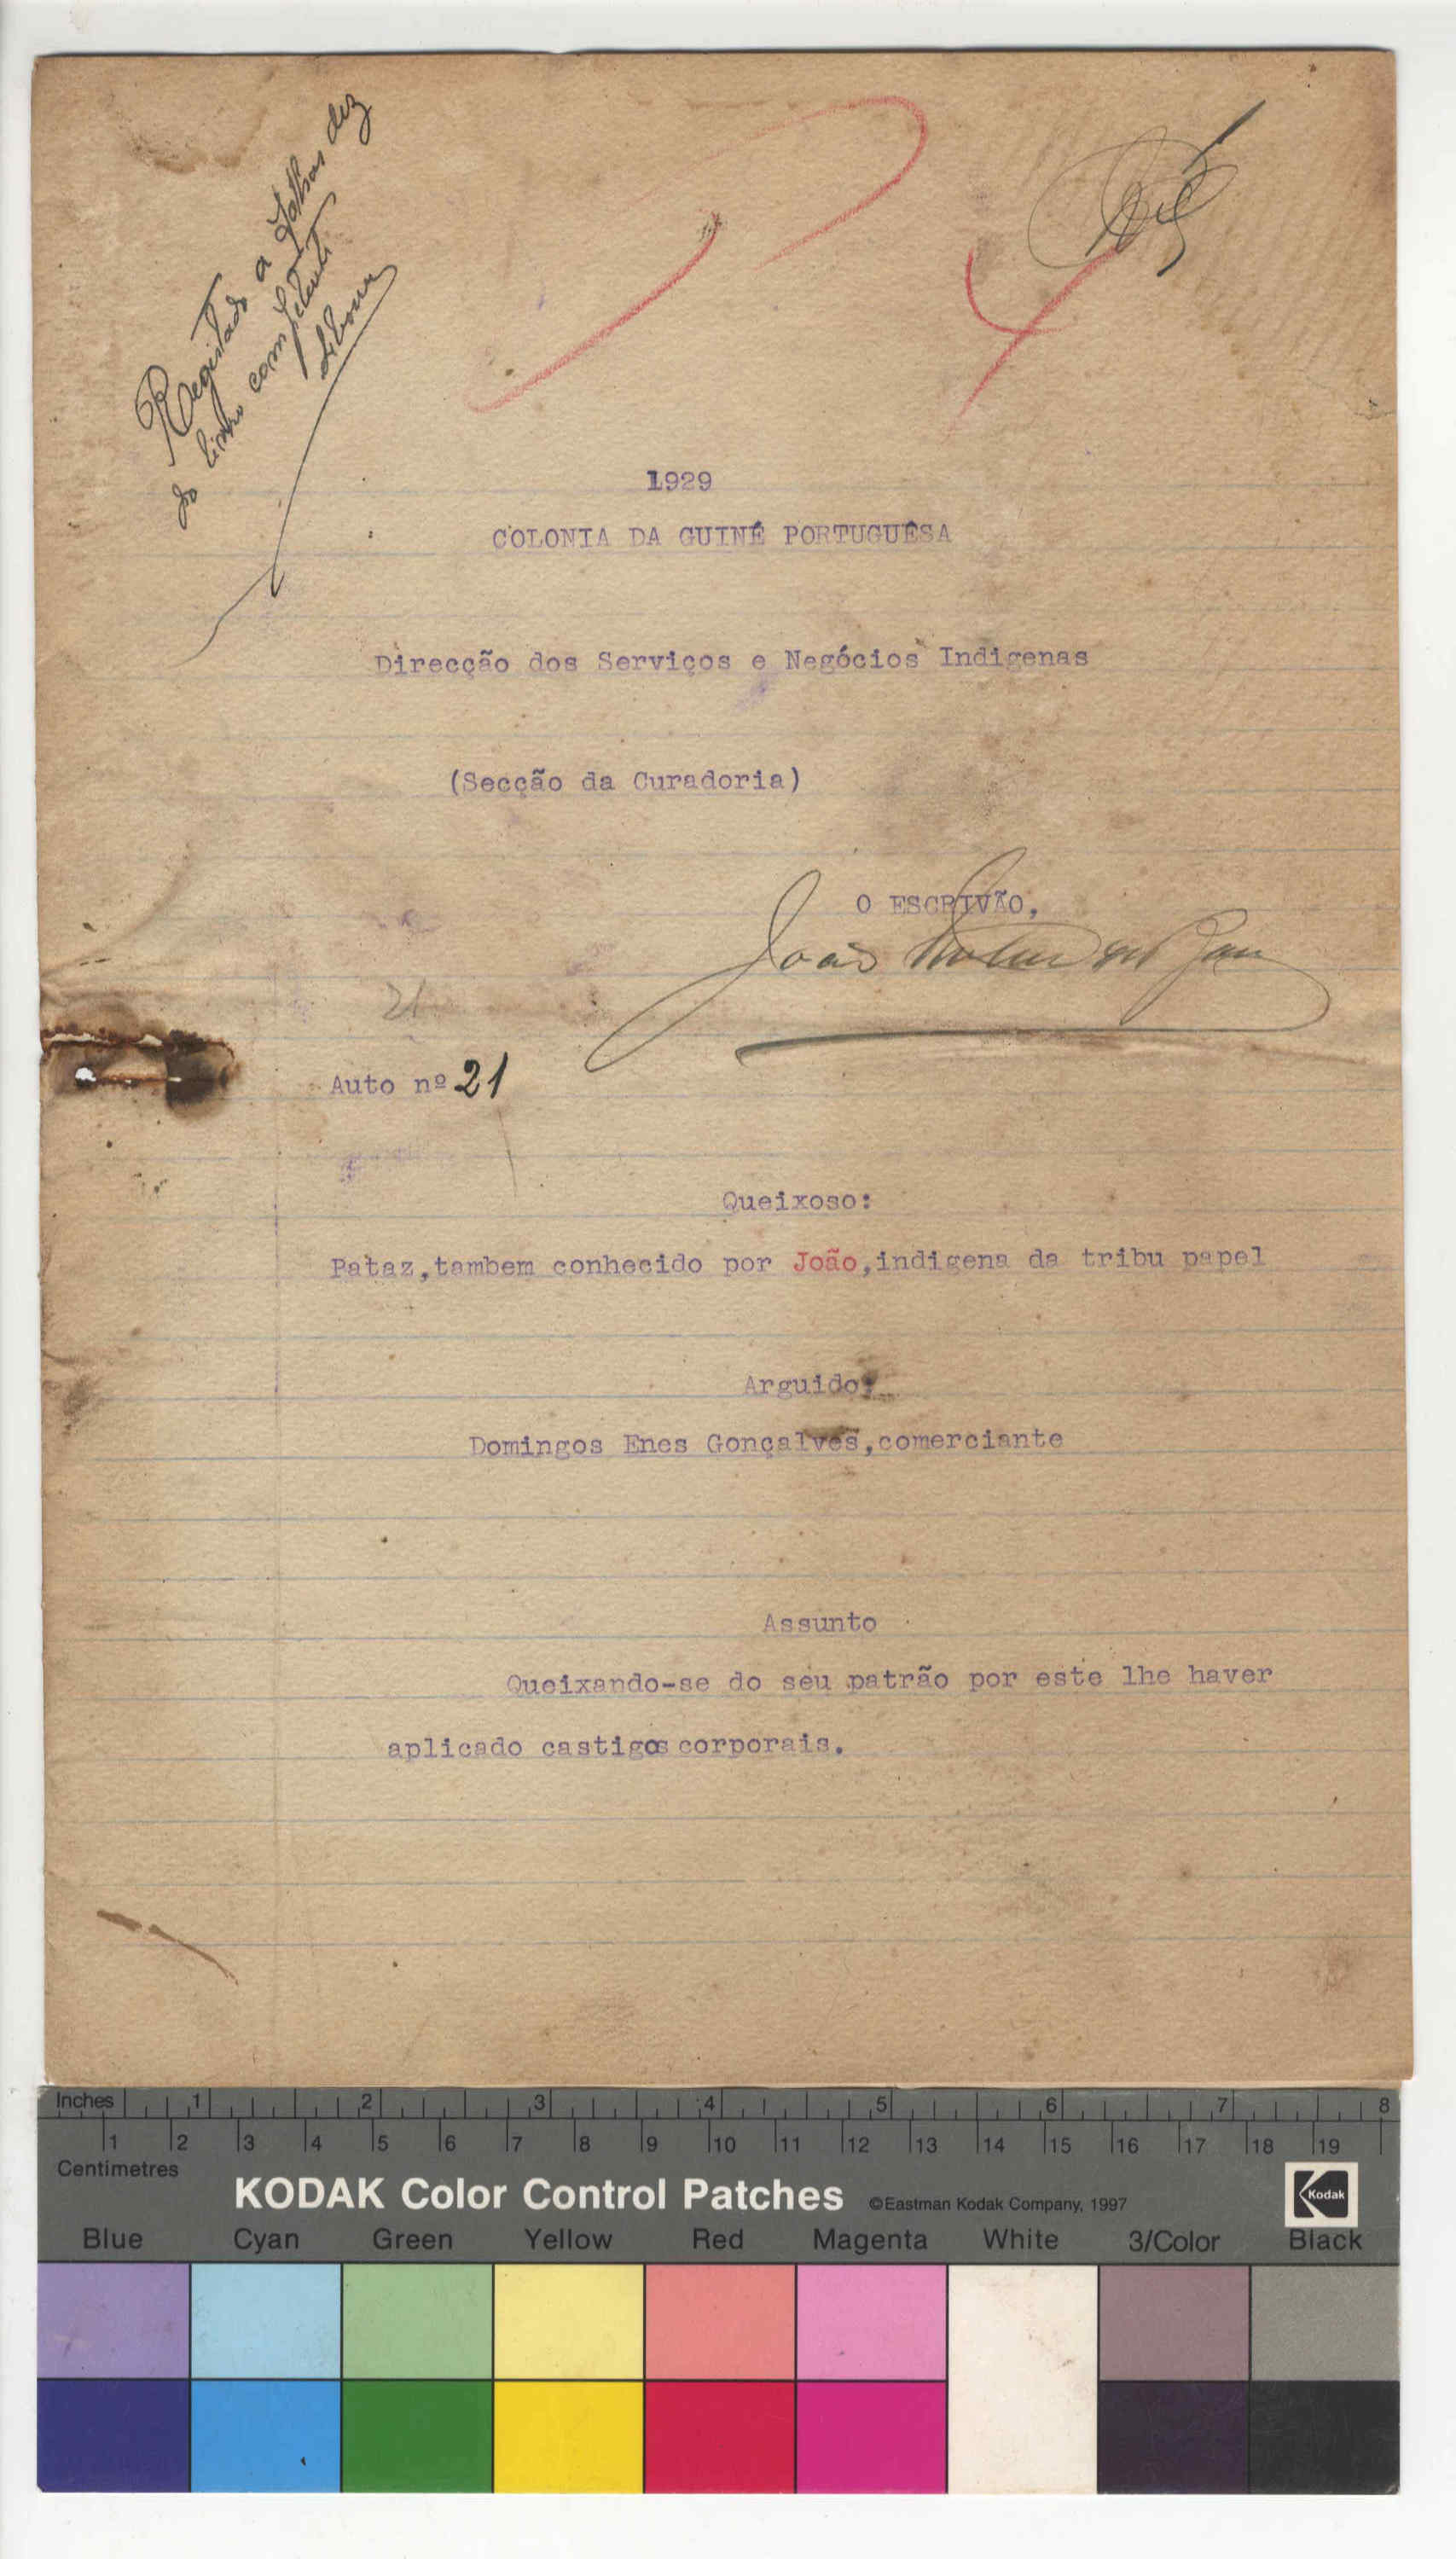 Registado a folhas dez
do livro com
1929
COLONIA DA GUINÉ PORTUGUÊSA
Direcção dos Serviços e Negócios Indigenas
(Secção da Curadoria)
O ESCRIVÃO,
João
21
Auto nº 21
Queixoso:
Pataz,tambem conhecido por João,indigena da tribu papel
Arguido:
Domingos Enes Gonçalves,comerciante
Assunto
Queixando-se do seu patrão por este lhe haver
aplicado castigos corporais.
Inches 1 2 3 4 5 6 7 8
1 2 3 4 5 6 7 8 9 10 11 12 13 14 15 16 17 18 19
Centimetres
KODAK Color Control Patches ©Eastman Kodak Company, 1997 Kodak
Blue Cyan Green Yellow Red Magenta White 3/Color Black